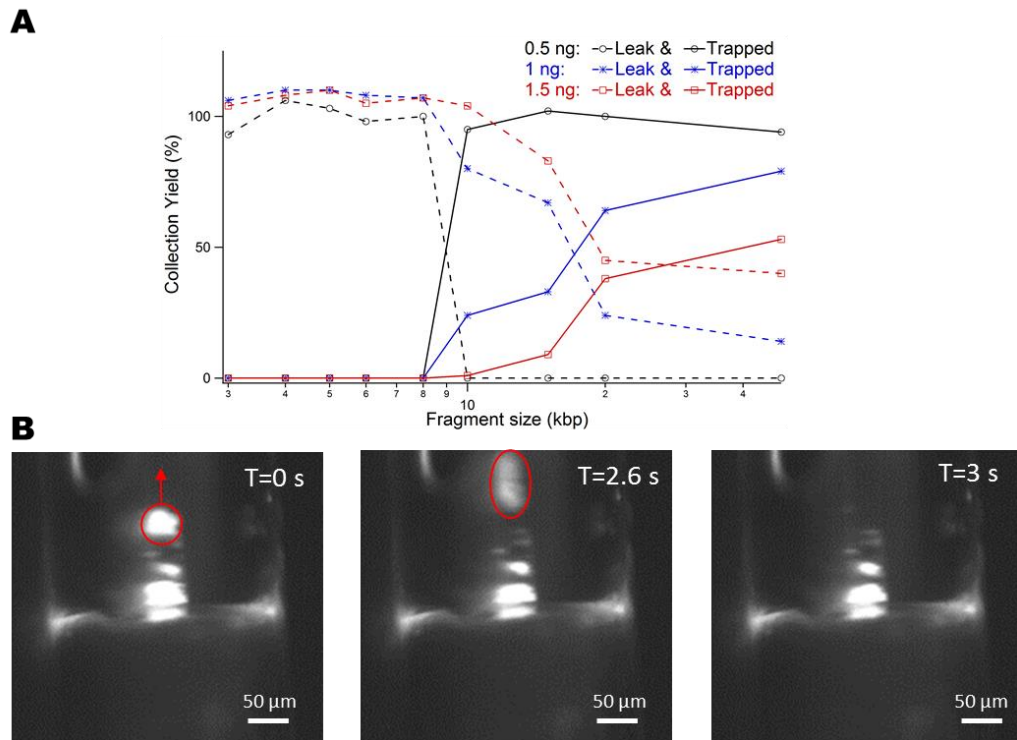 A
0.5 ng: Leak & Trapped
1 ng: Leak & Trapped
1.5 ng: Leak & Trapped
100
50
0
Collection Yield (%)
3 4 5 6 7 8 9 10 2 3 4
Fragment size (kbp)
B
T=0 s T=2.6 s T=3 s
50 µm 50 µm 50 µm